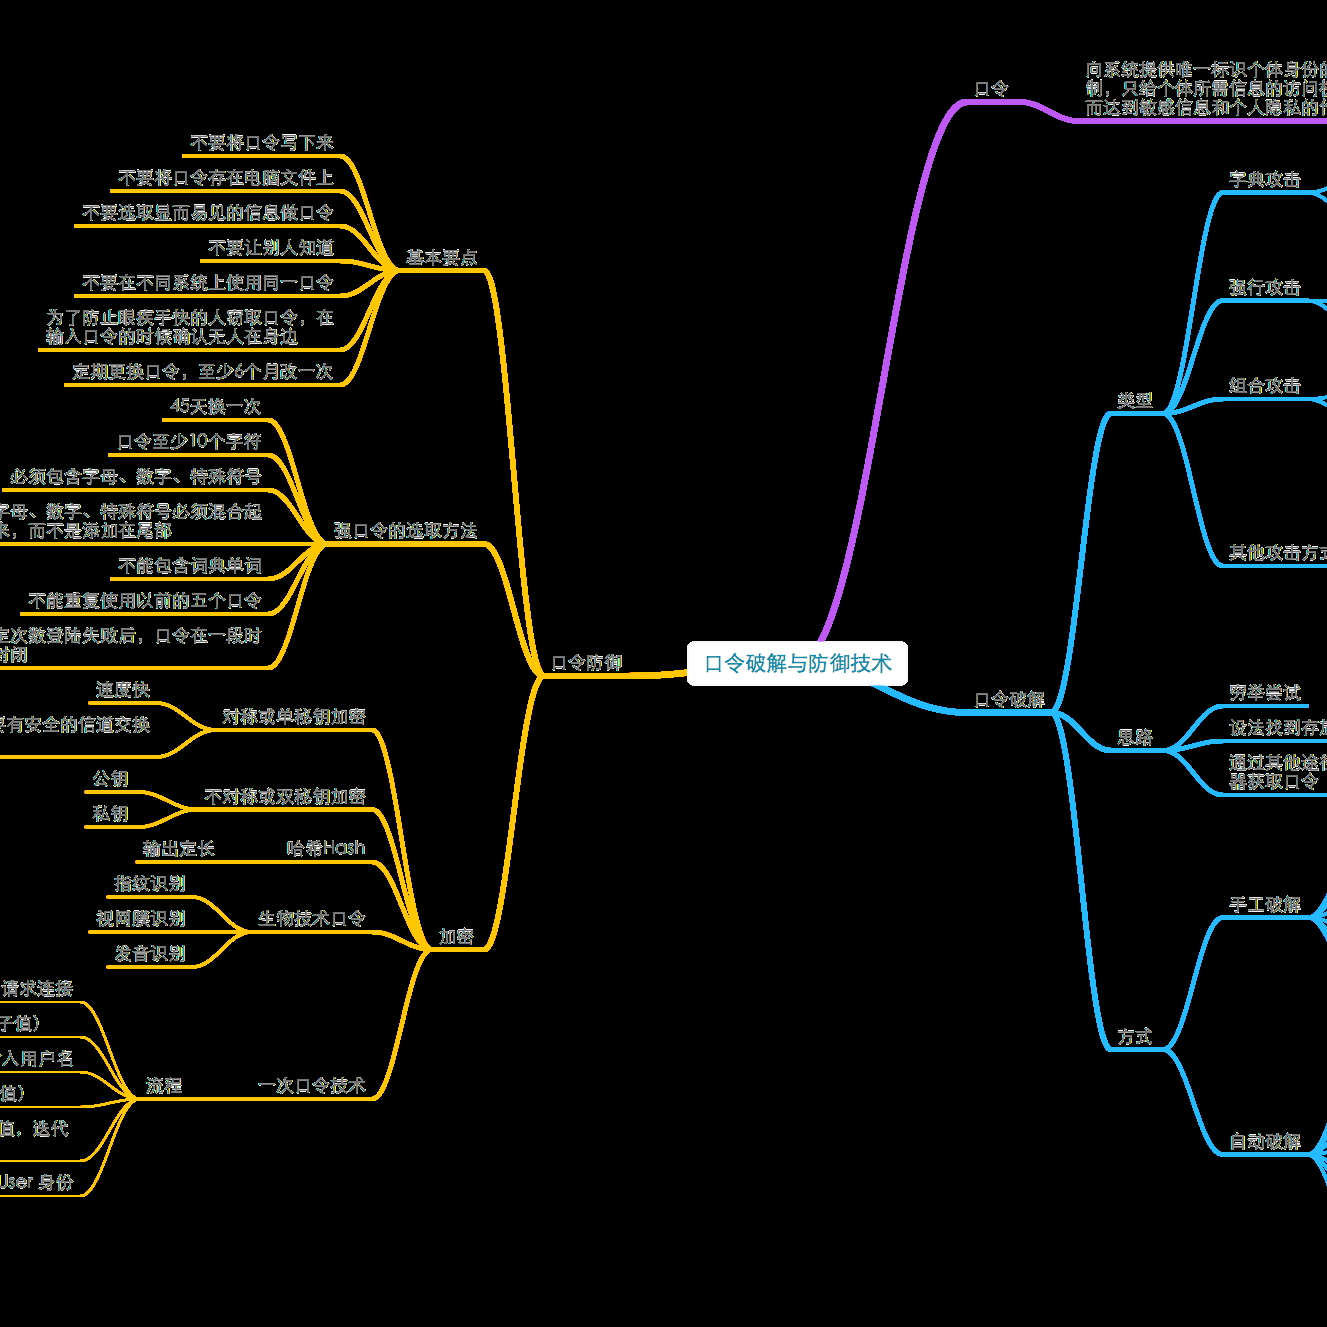 口令破解与防御技术
口令
向系统提供唯一标识个体身份的
制，只给个体所需信息的访问
而达到敏感信息和个人隐私的
口令破解
类型
字典攻击
强行攻击
组合攻击
其他攻击方式
思路
穷举尝试
设法找到存放
通过其他途径
器获取口令
方式
手工破解
自动破解
口令防御
基本要点
不要将口令写下来
不要将口令存在电脑文件上
不要选取显而易见的信息做口令
不要让别人知道
不要在不同系统上使用同一口令
为了防止眼疾手快的人窃取口令，在
输入口令的时候确认无人在身边
定期更换口令，至少6个月改一次
强口令的选取方法
45天换一次
口令至少10个字符
必须包含字母、数字、特殊符号
字母、数字、特殊符号必须混合起
来，而不是添加在尾部
不能包含词典单词
不能重复使用以前的五个口令
定次数登陆失败后，口令在一段时
封闭
加密
对称或单密钥加密
速度快
要有安全的信道交换
不对称或双密钥加密
公钥
私钥
哈希Hash
输出定长
生物技术口令
指纹识别
视网膜识别
发音识别
一次口令技术
流程
请求连接
子值）
入用户名
值）
值，迭代
User 身份